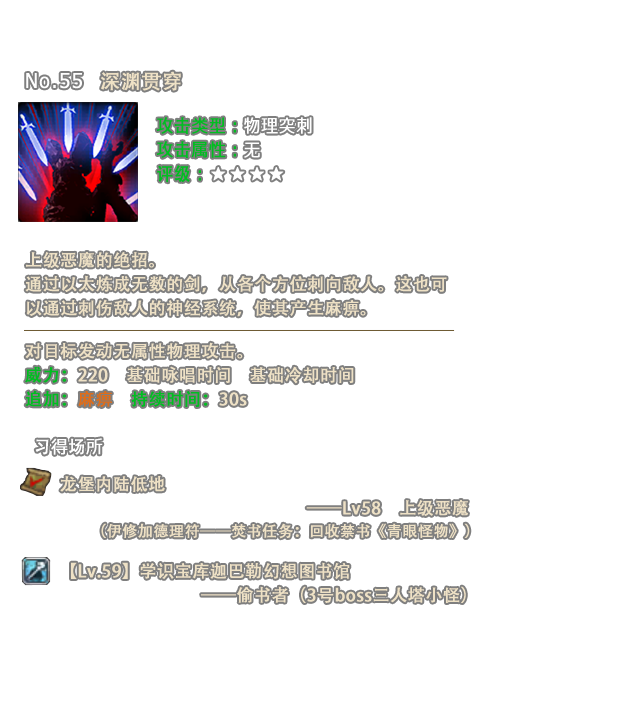 No.55 深渊贯穿
攻击类型：物理突刺
攻击属性：无
评级：☆☆☆☆
上级恶魔的绝招。
通过以太炼成无数的剑，从各个方位刺向敌人。这也可
以通过刺伤敌人的神经系统，使其产生麻痹。
对目标发动无属性物理攻击。
威力：220 基础咏唱时间 基础冷却时间
追加：麻痹 持续时间：30s
习得场所
龙堡内陆低地
——Lv58 上级恶魔
（伊修加德理符——焚书任务：回收禁书《青眼怪物》）
【Lv.59】学识宝库迦巴勒幻想图书馆
——偷书者（3号boss三人塔小怪）